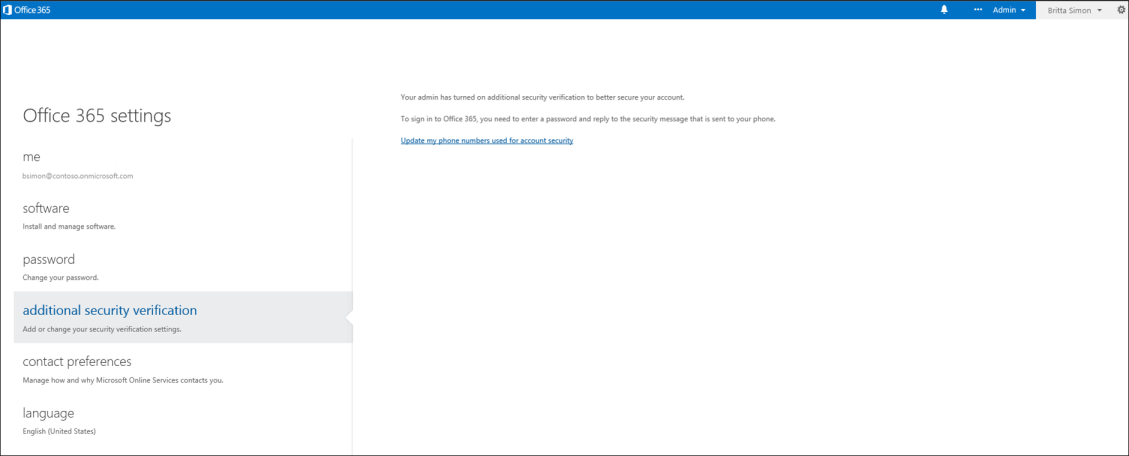 Office 365
Admin
Britta Simon
Office 365 settings
me
bsimon@contoso.onmicrosoft.com
software
Install and manage software.
password
Change your password.
additional security verification
Add or change your security verification settings.
contact preferences
Manage how and why Microsoft Online Services contacts you.
language
English (United States)
Your admin has turned on additional security verification to better secure your account.
To sign in to Office 365, you need to enter a password and reply to the security message that is sent to your phone.
Update my phone numbers used for account security